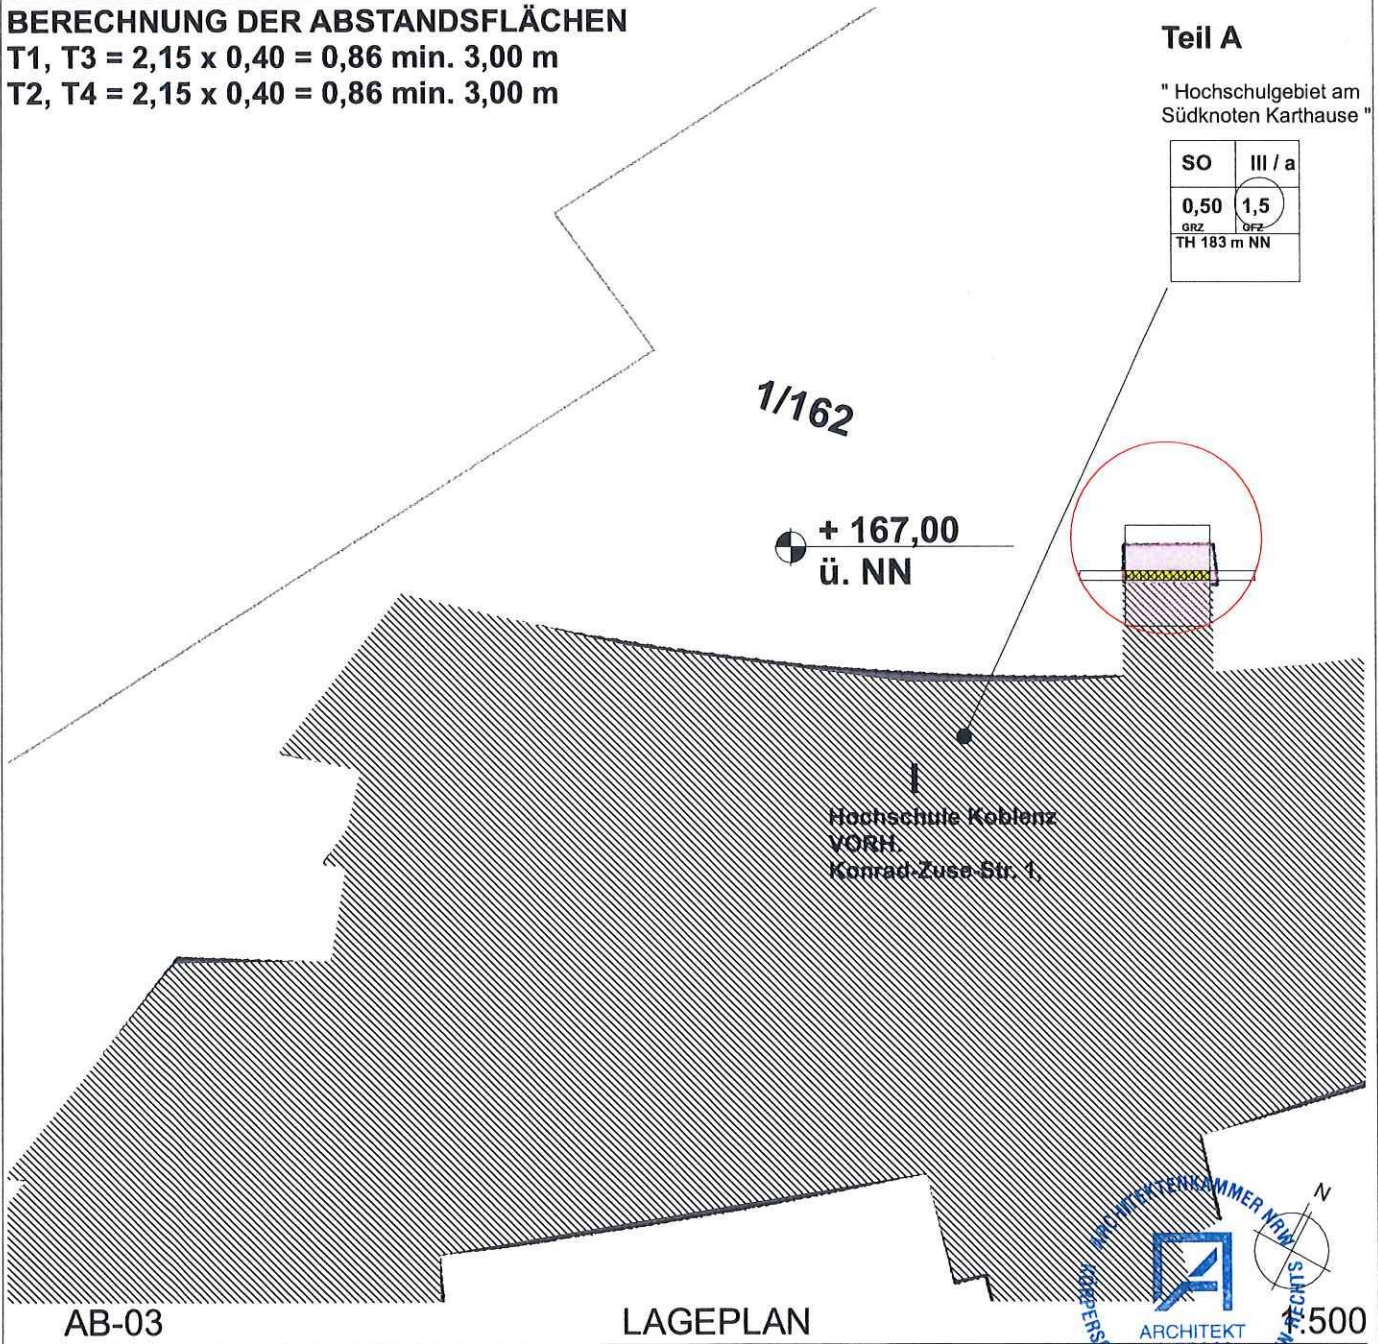 BERECHNUNG DER ABSTANDSFLÄCHEN
T1, T3 = 2,15 x 0,40 = 0,86 min. 3,00 m
T2, T4 = 2,15 x 0,40 = 0,86 min. 3,00 m
Teil A
" Hochschulgebiet am
Südknoten Karthause "
SO III / a
0,50 1,5
GRZ GFZ
TH 183 m NN
1/162
+ 167,00
ü. NN
I
Hochschule Koblenz
VORH.
Konrad-Zuse-Str. 1,
N
ARCHITEKTENKAMMER NRW
ARCHITEKT
AB-03
LAGEPLAN
1:500